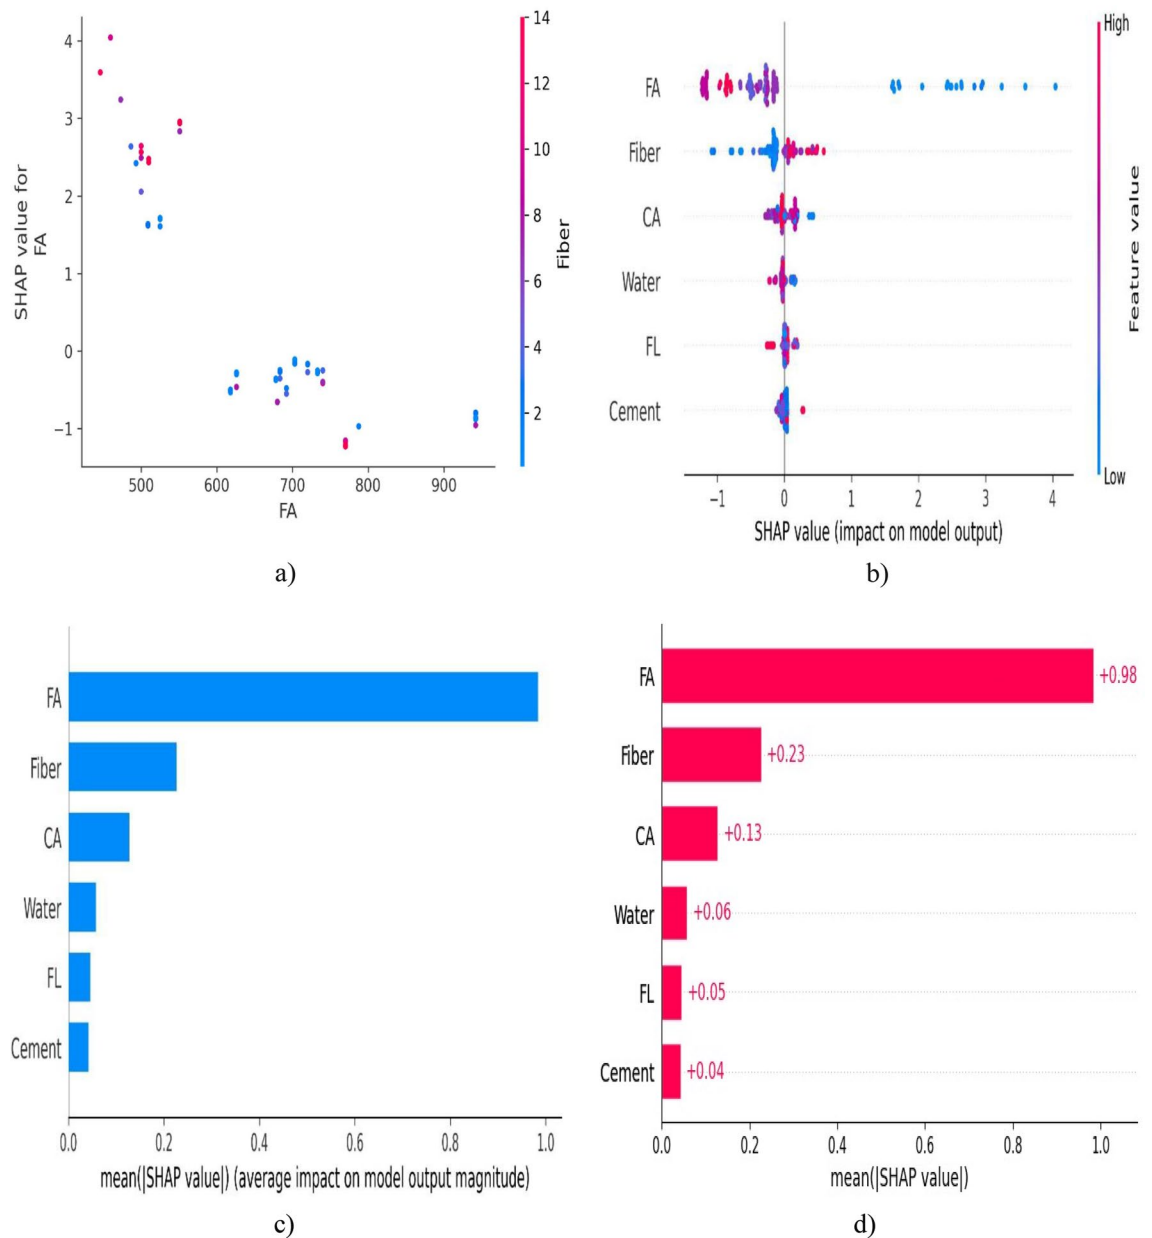 4
3
2
1
0
−1
SHAP value for
FA
500
600
700
800
900
FA
14
12
10
8
6
4
2
Fiber
a)
FA
Fiber
CA
Water
FL
Cement
−1
0
1
2
3
4
SHAP value (impact on model output)
High
Low
Feature value
b)
FA
Fiber
CA
Water
FL
Cement
0.0
0.2
0.4
0.6
0.8
1.0
mean(|SHAP value|) (average impact on model output magnitude)
c)
FA
+0.98
Fiber
+0.23
CA
+0.13
Water
+0.06
FL
+0.05
Cement
+0.04
0.0
0.2
0.4
0.6
0.8
1.0
mean(|SHAP value|)
d)